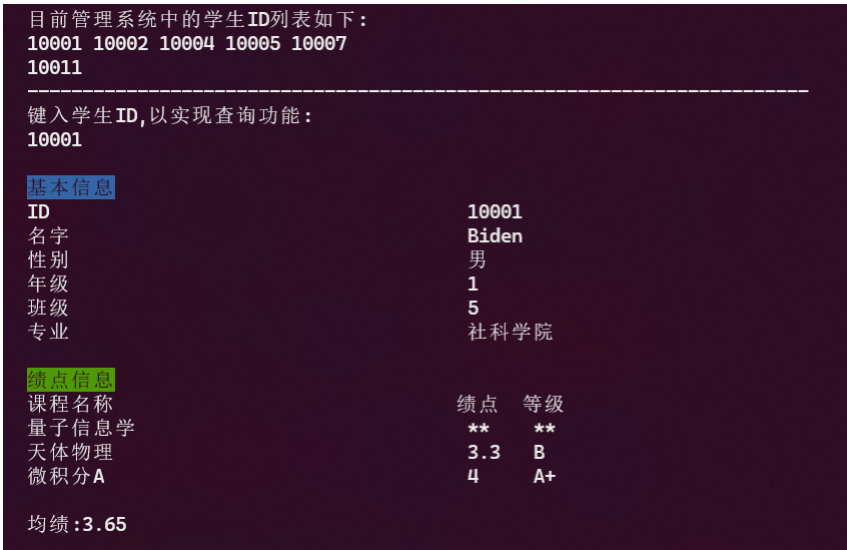 目前管理系统中的学生ID列表如下:
10001 10002 10004 10005 10007
10011
------------------------------------------------------------------------
键入学生ID,以实现查询功能:
10001
基本信息
ID 10001
名字 Biden
性别 男
年级 1
班级 5
专业 社科学院
绩点信息
课程名称 绩点 等级
量子信息学 ** **
天体物理 3.3 B
微积分A 4 A+
均绩:3.65